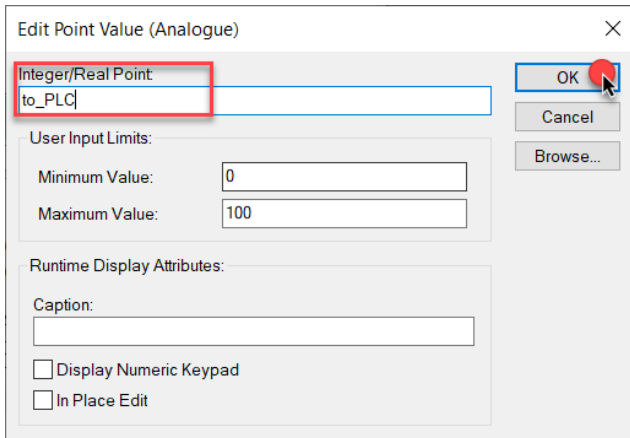 Edit Point Value (Analogue)
Integer/Real Point:
to_PLC
OK
Cancel
Browse...
User Input Limits:
Minimum Value:
0
Maximum Value:
100
Runtime Display Attributes:
Caption:
Display Numeric Keypad
In Place Edit